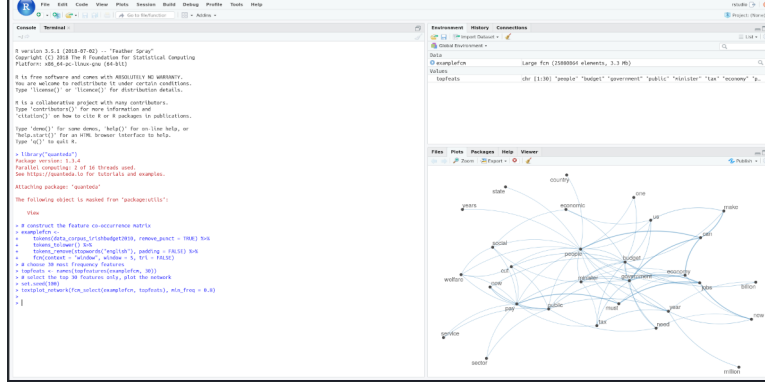 File Edit Code View Plots Session Build Debug Profile Tools Help
rstudio
Go to file/function
Addins
Project: (None)
Console Terminal
R version 3.5.1 (2018-07-02) -- "Feather Spray"
Copyright (C) 2018 The R Foundation for Statistical Computing
Platform: x86_64-pc-linux-gnu (64-bit)
R is free software and comes with ABSOLUTELY NO WARRANTY.
You are welcome to redistribute it under certain conditions.
Type 'license()' or 'licence()' for distribution details.
R is a collaborative project with many contributors.
Type 'contributors()' for more information and
'citation()' on how to cite R or R packages in publications.
Type 'demo()' for some demos, 'help()' for on-line help, or
'help.start()' for an HTML browser interface to help.
Type 'q()' to quit R.
> library("quanteda")
Package version: 1.3.4
Parallel computing: 2 of 16 threads used.
See https://quanteda.io for tutorials and examples.
Attaching package: 'quanteda'
The following object is masked from 'package:utils':
View
> # construct the feature co-occurrence matrix
> examplefcm <-
+ tokens(data_corpus_irishbudget2010, remove_punct = TRUE) %>%
+ tokens_tolower() %>%
+ tokens_remove(stopwords("english"), padding = FALSE) %>%
+ fcm(context = "window", window = 5, tri = FALSE)
> # choose 30 most frequency features
> topfeats <- names(topfeatures(examplefcm, 30))
> # select the top 30 features only, plot the network
> set.seed(100)
> textplot_network(fcm_select(examplefcm, topfeats), min_freq = 0.8)
>
>
Environment History Connections
Import Dataset
List
Global Environment
Data
examplefcm Large fcm (25888864 elements, 3.3 Mb)
Values
topfeats chr [1:30] "people" "budget" "government" "public" "minister" "tax" "economy" "p…
Files Plots Packages Help Viewer
Zoom Export Publish
country
state
one
years
economic
make
us
can
social
people
budget
cut
minister
government
economy
welfare
now
jobs
billion
pay
public
must
year
new
tax
need
service
sector
million